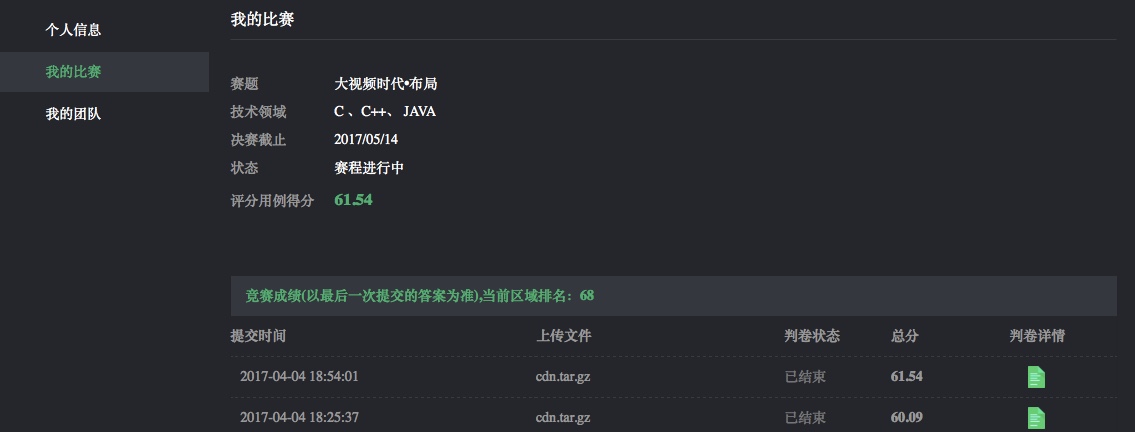 个人信息
我的比赛
我的团队
我的比赛
赛题 大视频时代•布局
技术领域 C 、C++、 JAVA
决赛截止 2017/05/14
状态 赛程进行中
评分用例得分 61.54
竞赛成绩(以最后一次提交的答案为准),当前区域排名：68
提交时间 上传文件 判卷状态 总分 判卷详情
2017-04-04 18:54:01 cdn.tar.gz 已结束 61.54
2017-04-04 18:25:37 cdn.tar.gz 已结束 60.09